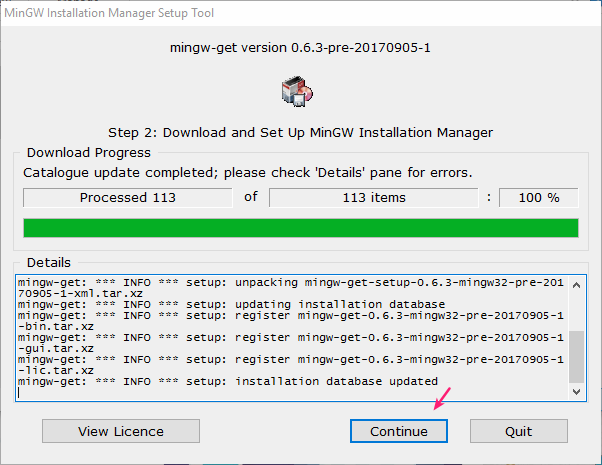 MinGW Installation Manager Setup Tool
mingw-get version 0.6.3-pre-20170905-1
Step 2: Download and Set Up MinGW Installation Manager
Download Progress
Catalogue update completed; please check 'Details' pane for errors.
Processed 113 of 113 items : 100 %
Details
mingw-get: *** INFO *** setup: unpacking mingw-get-setup-0.6.3-mingw32-pre-201
70905-1-xml.tar.xz
mingw-get: *** INFO *** setup: updating installation database
mingw-get: *** INFO *** setup: register mingw-get-0.6.3-mingw32-pre-20170905-1
-bin.tar.xz
mingw-get: *** INFO *** setup: register mingw-get-0.6.3-mingw32-pre-20170905-1
-gui.tar.xz
mingw-get: *** INFO *** setup: register mingw-get-0.6.3-mingw32-pre-20170905-1
-lic.tar.xz
mingw-get: *** INFO *** setup: installation database updated
View Licence Continue Quit